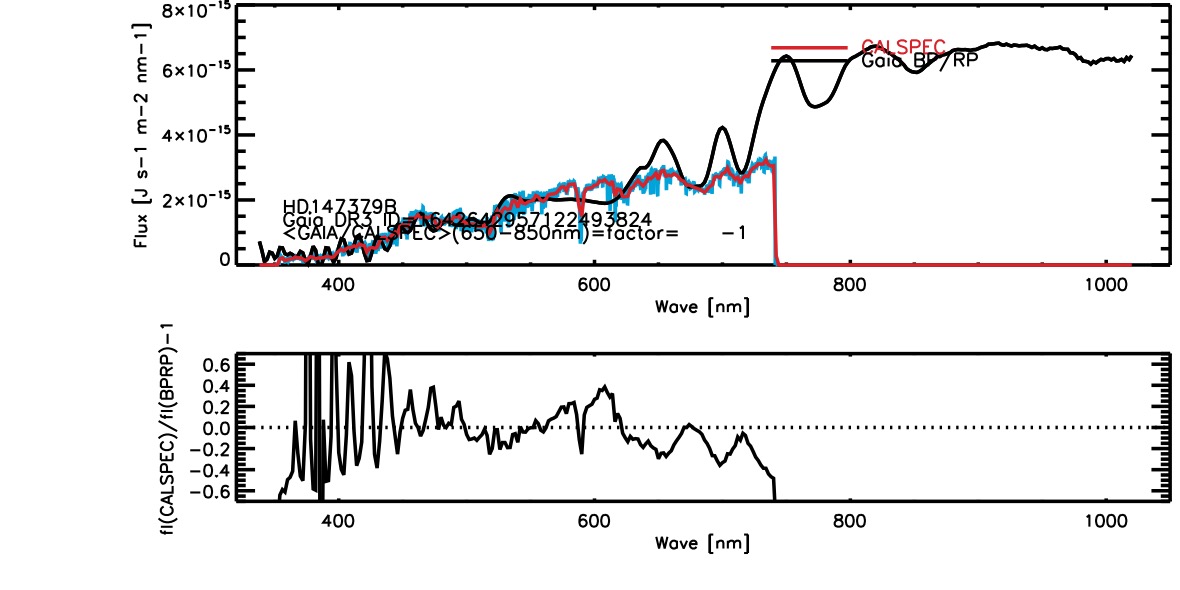 8×10−15
6×10−15
4×10−15
2×10−15
0
Flux [J s−1 m−2 nm−1]
CALSPEC
Gaia BP/RP
HD147379B
<GAIA/CALSPEC>(650−850nm)=factor= −1
400 600 800 1000
Wave [nm]
fl(CALSPEC)/fl(BPRP)−1
0.6
0.4
0.2
0.0
−0.2
−0.4
−0.6
400 600 800 1000
Wave [nm]